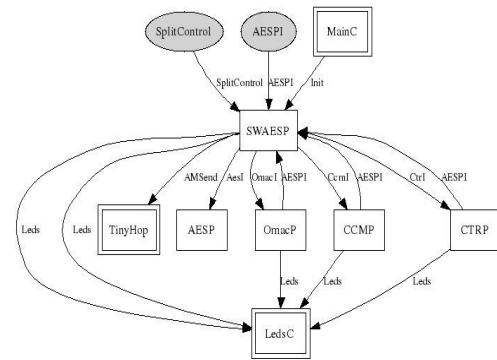 SplitControl
AESPI
MainC
SplitControl
AESPI
Init
SWAESP
AMSend
AesI
OmacI
AESPI
CcmI
AESPI
CtrI
AESPI
Leds
Leds
TinyHop
AESP
OmacP
CCMP
CTRP
Leds
Leds
Leds
LedsC